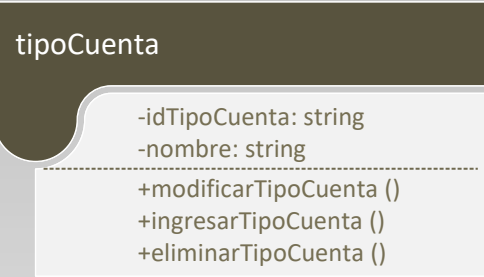 tipoCuenta
-idTipoCuenta: string
-nombre: string
+modificarTipoCuenta ()
+ingresarTipoCuenta ()
+eliminarTipoCuenta ()